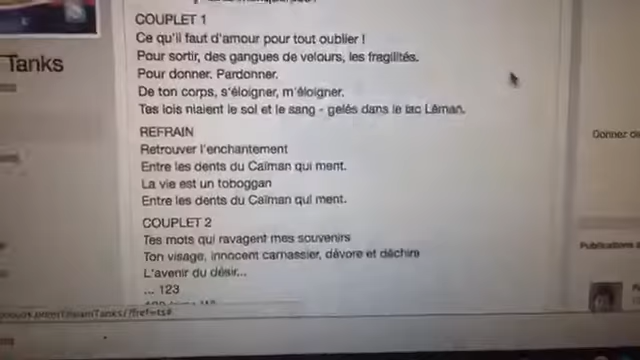 COUPLET 1
Tanks
Ce qu'il faut d'amour pour tout oublier !
Pour sortir, des gangues de velours, les fragilités.
Pour donner. Pardonner.
De ton corps, s'éloigner, m'éloigner.
Tes lois niaient le sol et le sang - gelés dans le lac Léman.
REFRAIN
Donnez
Retrouver l'enchantement
Entre les dents du Caïman qui ment.
La vie est un toboggan
Entre les dents du Caïman qui ment.
COUPLET 2
Tes mots qui ravagent mes souvenirs
Publications
Ton visage, innocent carnassier, dévore et déchire
L'avenir du désir...
... 123